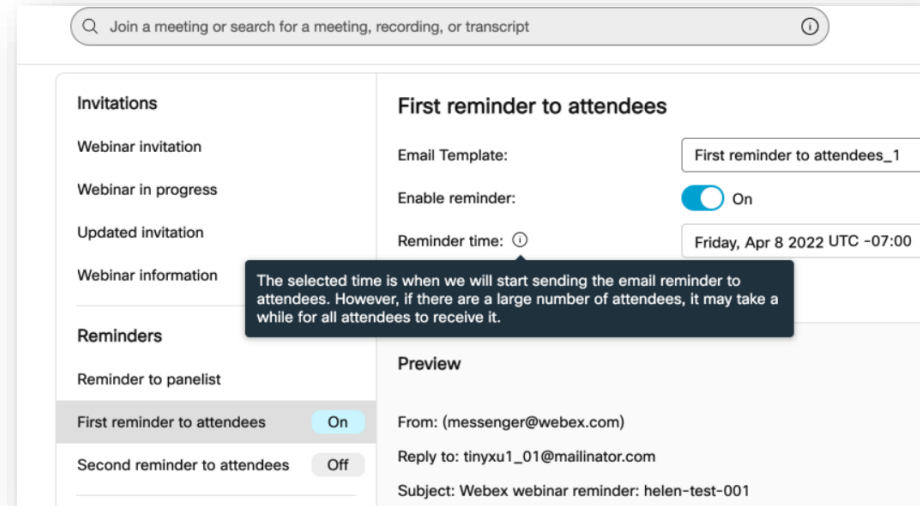 Join a meeting or search for a meeting, recording, or transcript
Invitations
Webinar invitation
Webinar in progress
Updated invitation
Webinar information
Reminders
Reminder to panelist
First reminder to attendees On
Second reminder to attendees Off
First reminder to attendees
Email Template: First reminder to attendees_1
Enable reminder: On
Reminder time: Friday, Apr 8 2022 UTC -07:00
The selected time is when we will start sending the email reminder to
attendees. However, if there are a large number of attendees, it may take a
while for all attendees to receive it.
Preview
From: (messenger@webex.com)
Reply to: tinyxu1_01@mailinator.com
Subject: Webex webinar reminder: helen-test-001